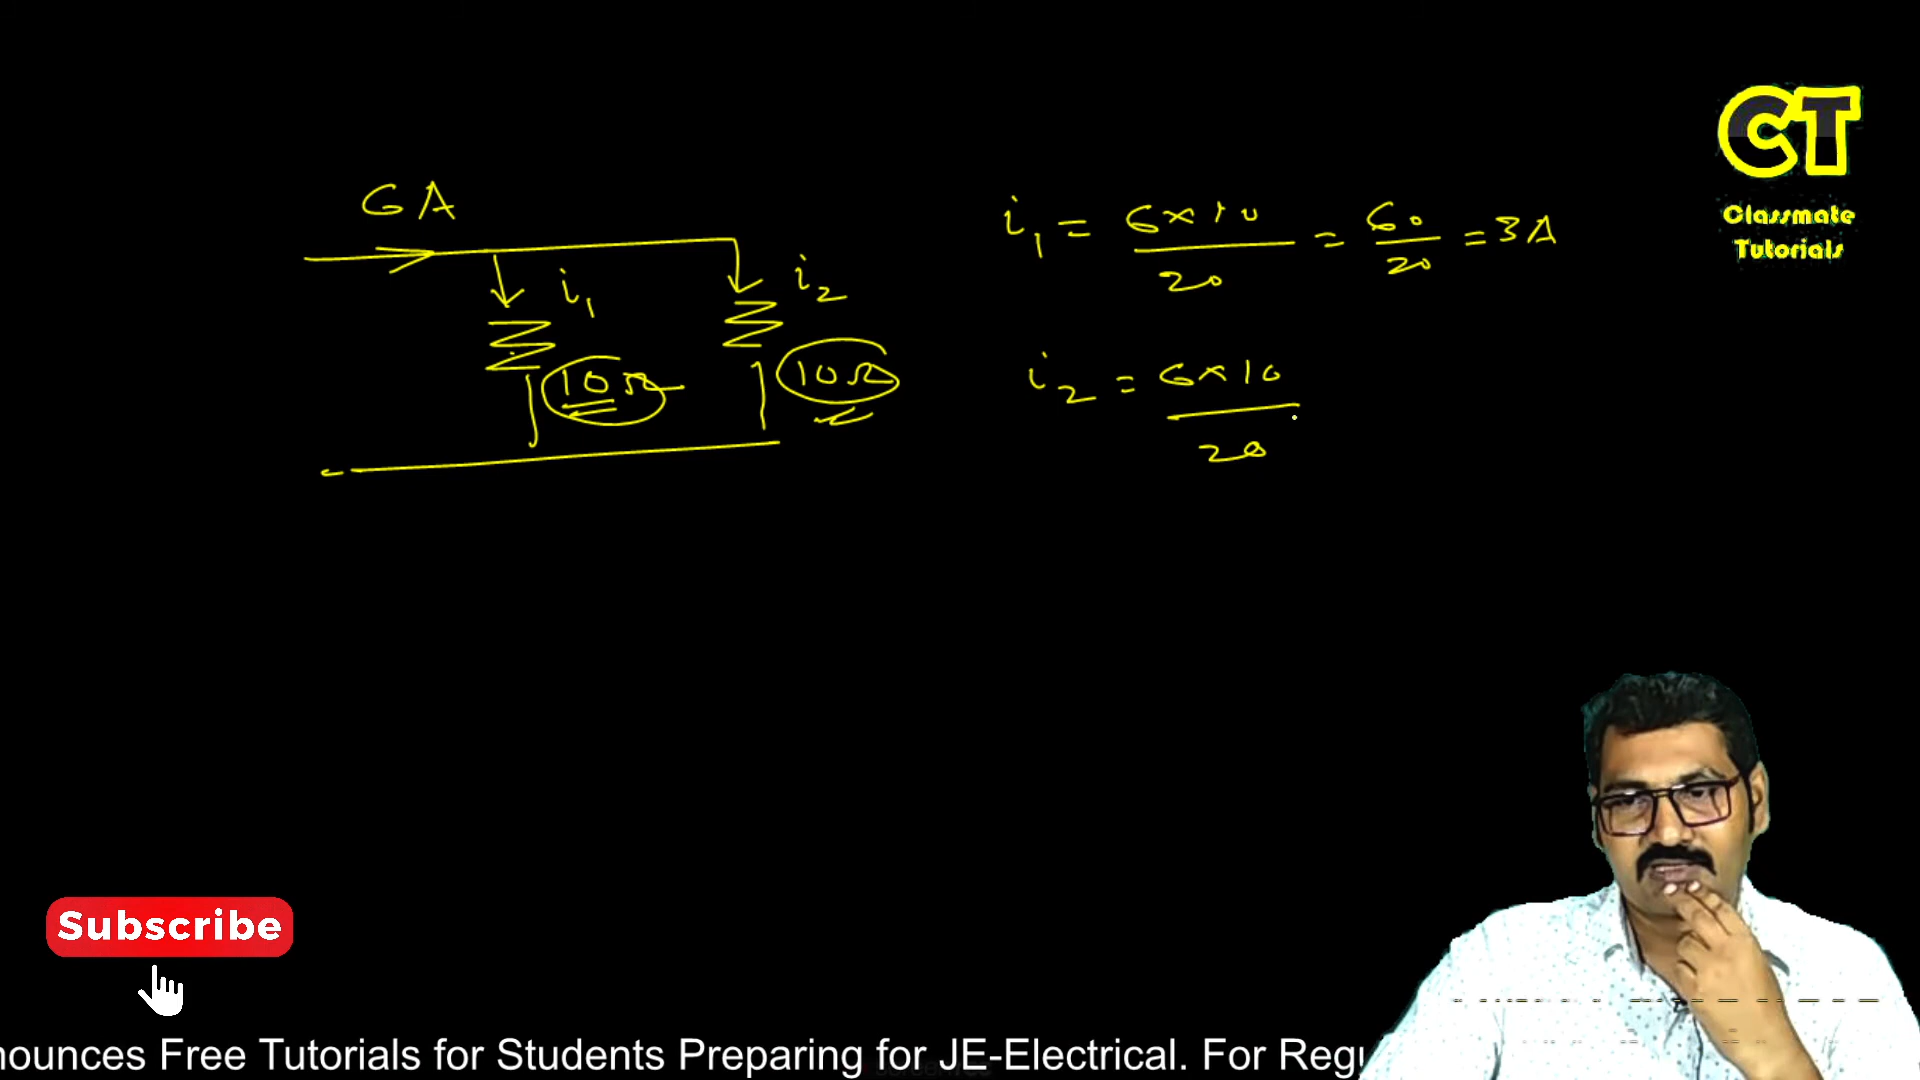 6A
i1
i2
10Ω
10Ω
i1 = 6×10/20 = 60/20 = 3A
i2 = 6×10/20
CT
Classmate
Tutorials
Subscribe
nounces Free Tutorials for Students Preparing for JE-Electrical. For Regu